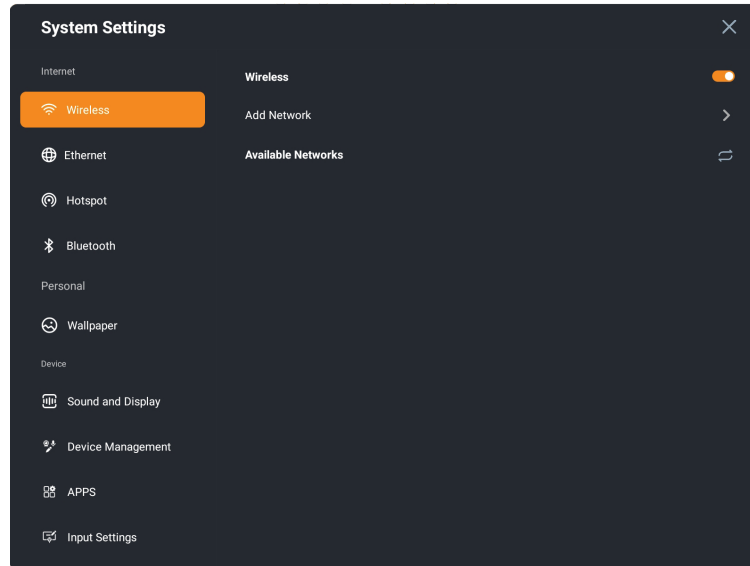 System Settings
Internet
Wireless
Ethernet
Hotspot
Bluetooth
Personal
Wallpaper
Device
Sound and Display
Device Management
APPS
Input Settings
Wireless
Add Network
Available Networks